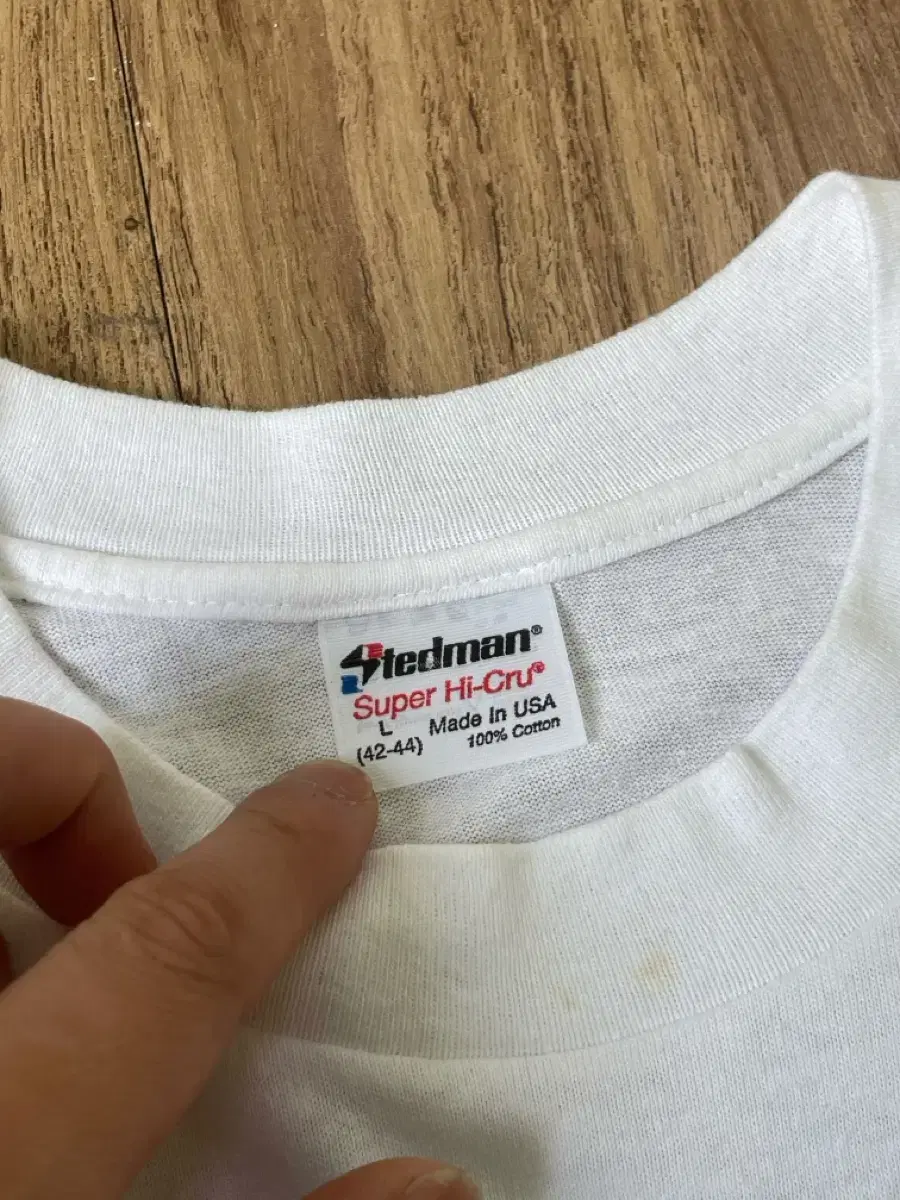 Stedman®
Super Hi-Cru®
L Made In USA
(42-44) 100% Cotton